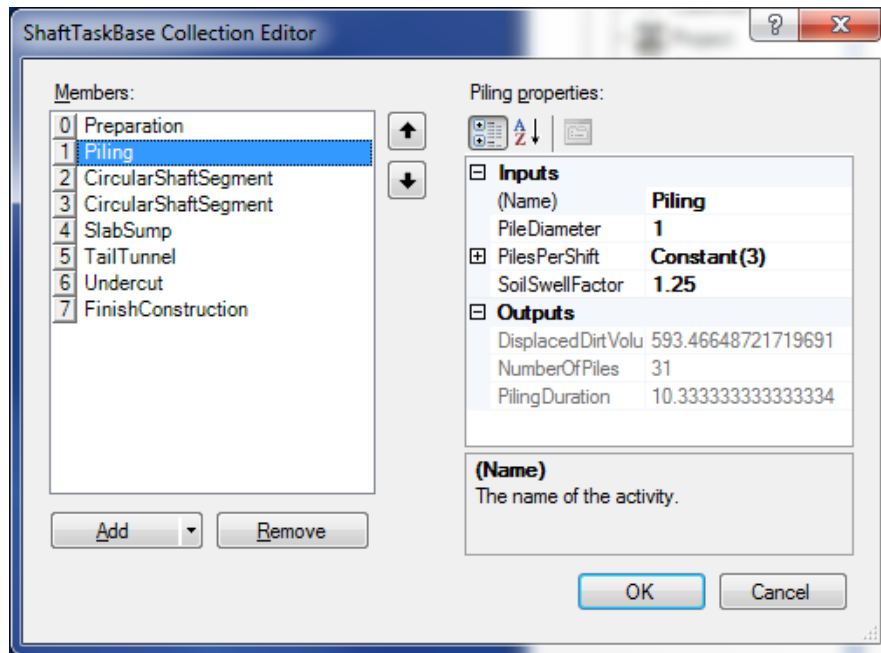 ShaftTaskBase Collection Editor
Members:
0 Preparation
1 Piling
2 CircularShaftSegment
3 CircularShaftSegment
4 SlabSump
5 TailTunnel
6 Undercut
7 FinishConstruction
Add
Remove
Piling properties:
Inputs
(Name) Piling
PileDiameter 1
PilesPerShift Constant(3)
SoilSwellFactor 1.25
Outputs
DisplacedDirtVolu 593.46648721719691
NumberOfPiles 31
PilingDuration 10.333333333333334
(Name)
The name of the activity.
OK
Cancel